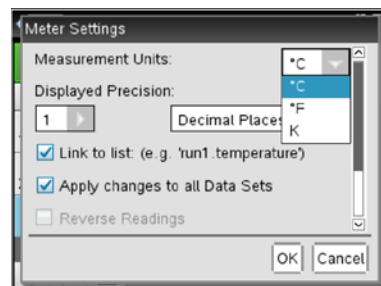 Meter Settings
Measurement Units:
°C
°C
°F
K
Displayed Precision:
1
Decimal Places
Link to list: (e.g. 'run1.temperature')
Apply changes to all Data Sets
Reverse Readings
OK Cancel